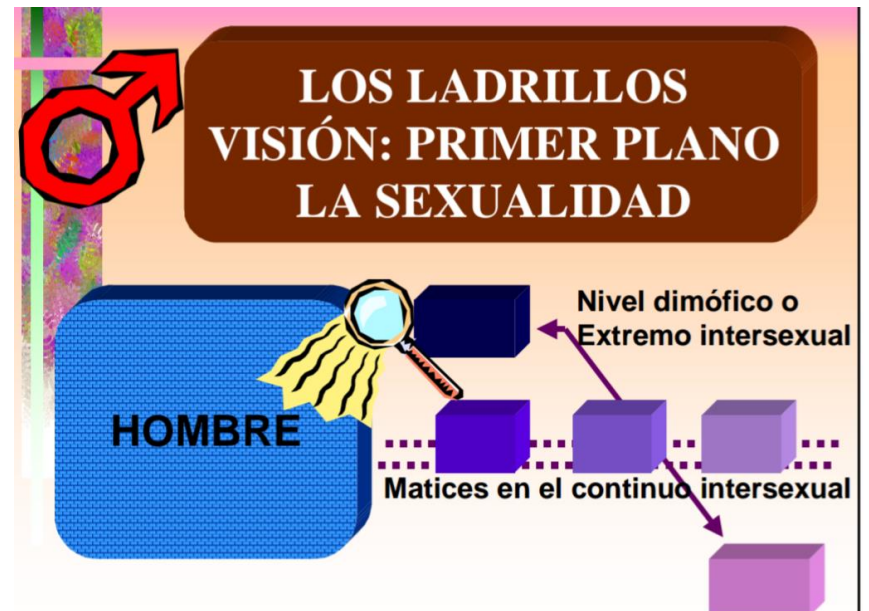 LOS LADRILLOS
VISIÓN: PRIMER PLANO
LA SEXUALIDAD
Nivel dimófico o
Extremo intersexual
HOMBRE
Matices en el continuo intersexual